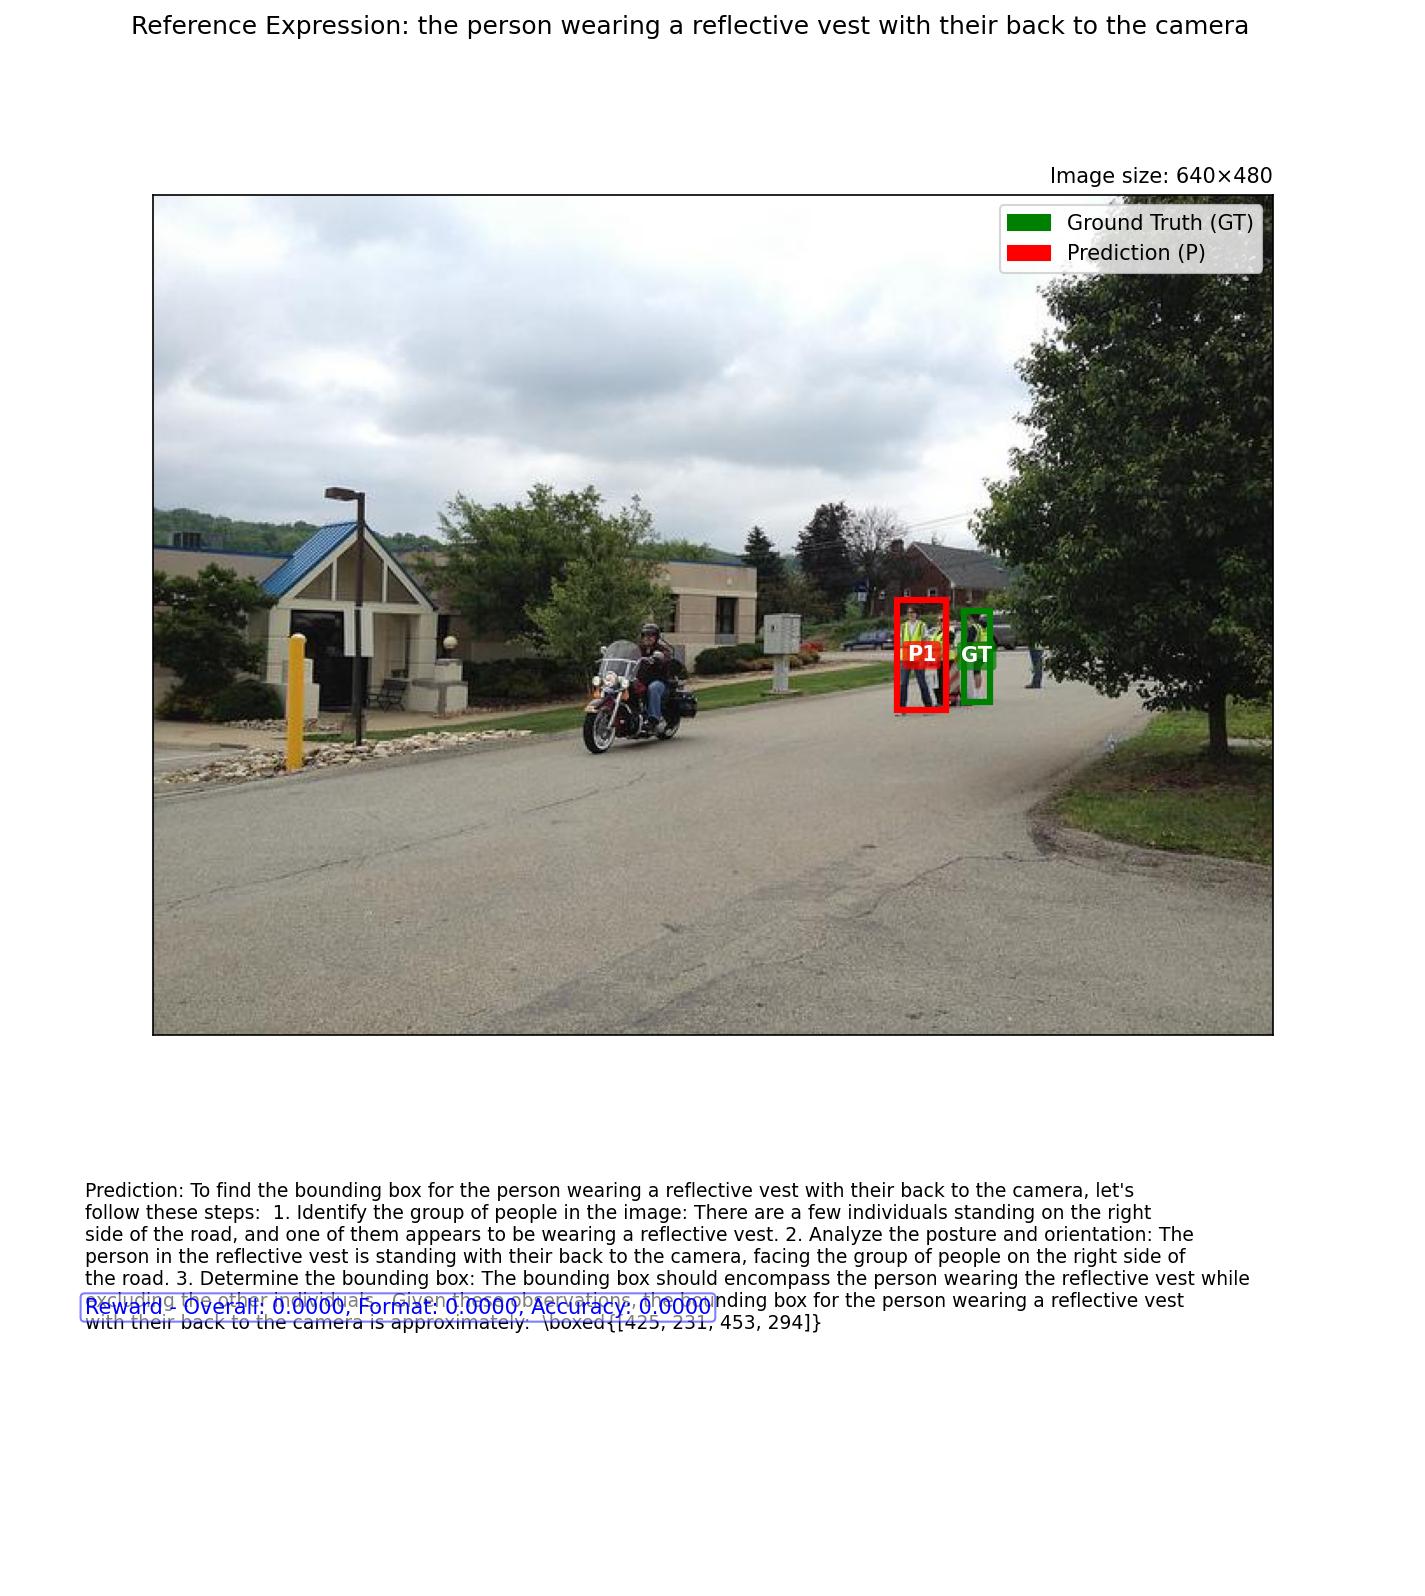 Reference Expression: the person wearing a reflective vest with their back to the camera
Image size: 640×480
Ground Truth (GT)
Prediction (P)
P1
GT
Prediction: To find the bounding box for the person wearing a reflective vest with their back to the camera, let's
follow these steps:  1. Identify the group of people in the image: There are a few individuals standing on the right
side of the road, and one of them appears to be wearing a reflective vest. 2. Analyze the posture and orientation: The
person in the reflective vest is standing with their back to the camera, facing the group of people on the right side of
the road. 3. Determine the bounding box: The bounding box should encompass the person wearing the reflective vest while
excluding the other individuals.  Given these observations, the bounding box for the person wearing a reflective vest
Reward - Overall: 0.0000, Format: 0.0000, Accuracy: 0.0000
with their back to the camera is approximately:  \boxed{[425, 231, 453, 294]}